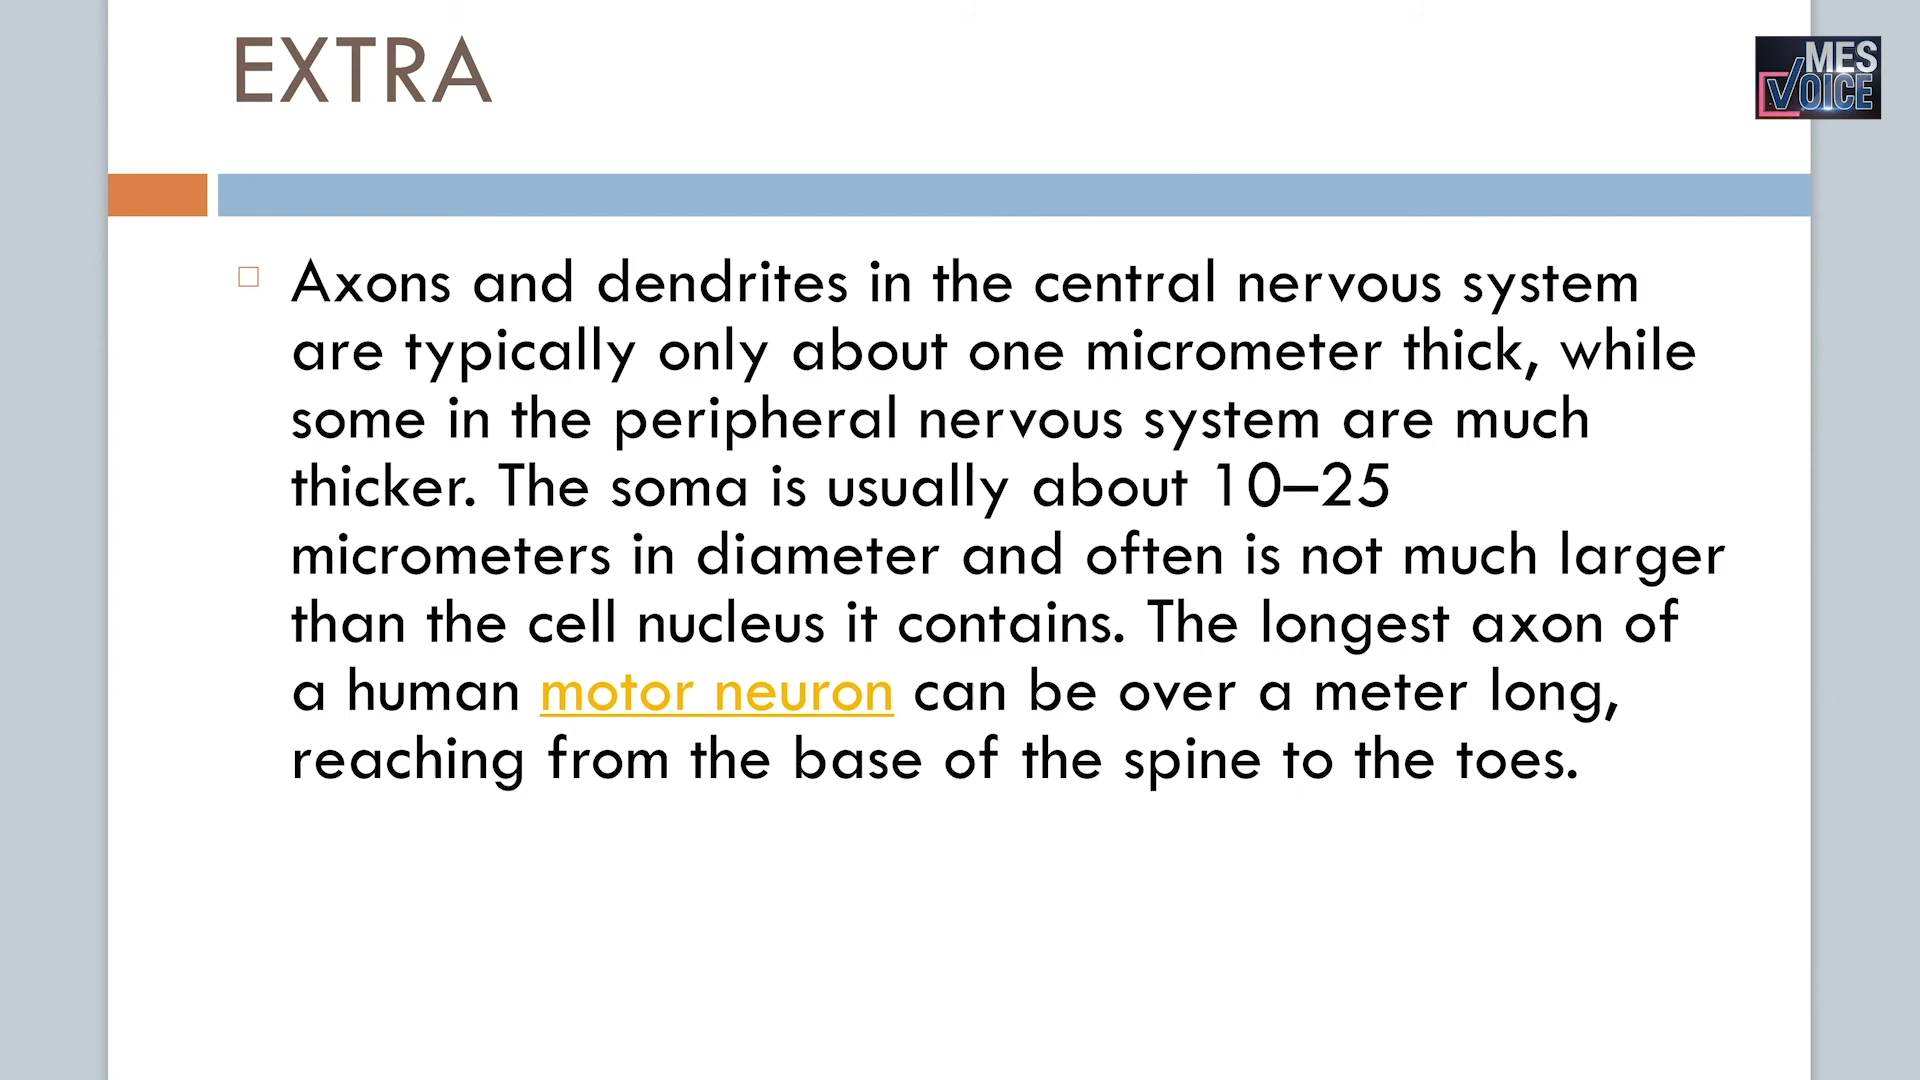 EXTRA
MES
VOICE
Axons and dendrites in the central nervous system
are typically only about one micrometer thick, while
some in the peripheral nervous system are much
thicker. The soma is usually about 10–25
micrometers in diameter and often is not much larger
than the cell nucleus it contains. The longest axon of
a human motor neuron can be over a meter long,
reaching from the base of the spine to the toes.